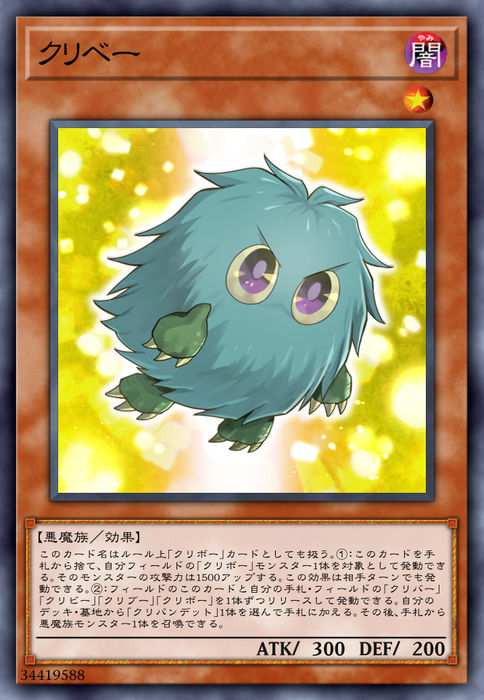 クリベー
やみ
闇
【悪魔族／効果】
このカード名はルール上「クリボー」カードとしても扱う。①：このカードを手
札から捨て、自分フィールドの「クリボー」モンスター1体を対象として発動でき
る。そのモンスターの攻撃力は1500アップする。この効果は相手ターンでも発
動できる。②：フィールドのこのカードと自分の手札・フィールドの「クリバー」
「クリビー」「クリブー」「クリボー」を1体ずつリリースして発動できる。自分の
デッキ・墓地から「クリバンデット」1体を選んで手札に加える。その後、手札から
悪魔族モンスター1体を召喚できる。
ATK/ 300 DEF/ 200
34419588